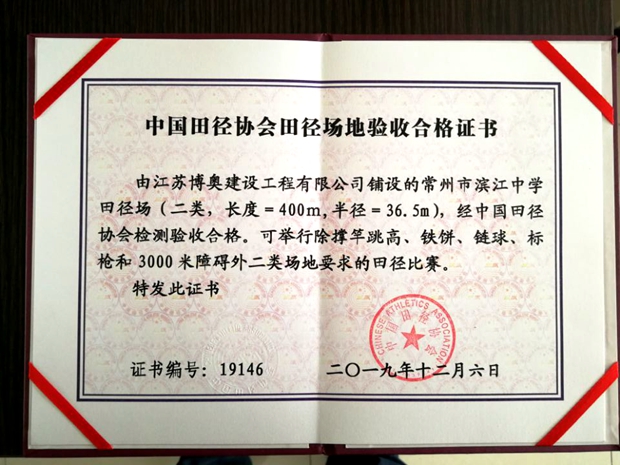 中国田径协会田径场地验收合格证书
由江苏博奥建设工程有限公司铺设的常州市滨江中学
田径场（二类，长度=400m,半径=36.5m），经中国田径
协会检测验收合格。可举行除撑竿跳高、铁饼、链球、标
枪和3000米障碍外二类场地要求的田径比赛。
特发此证书
CHINESE ATHLETICS ASSOCIATION
中国田径协会
证书编号：19146
二〇一九年十二月六日